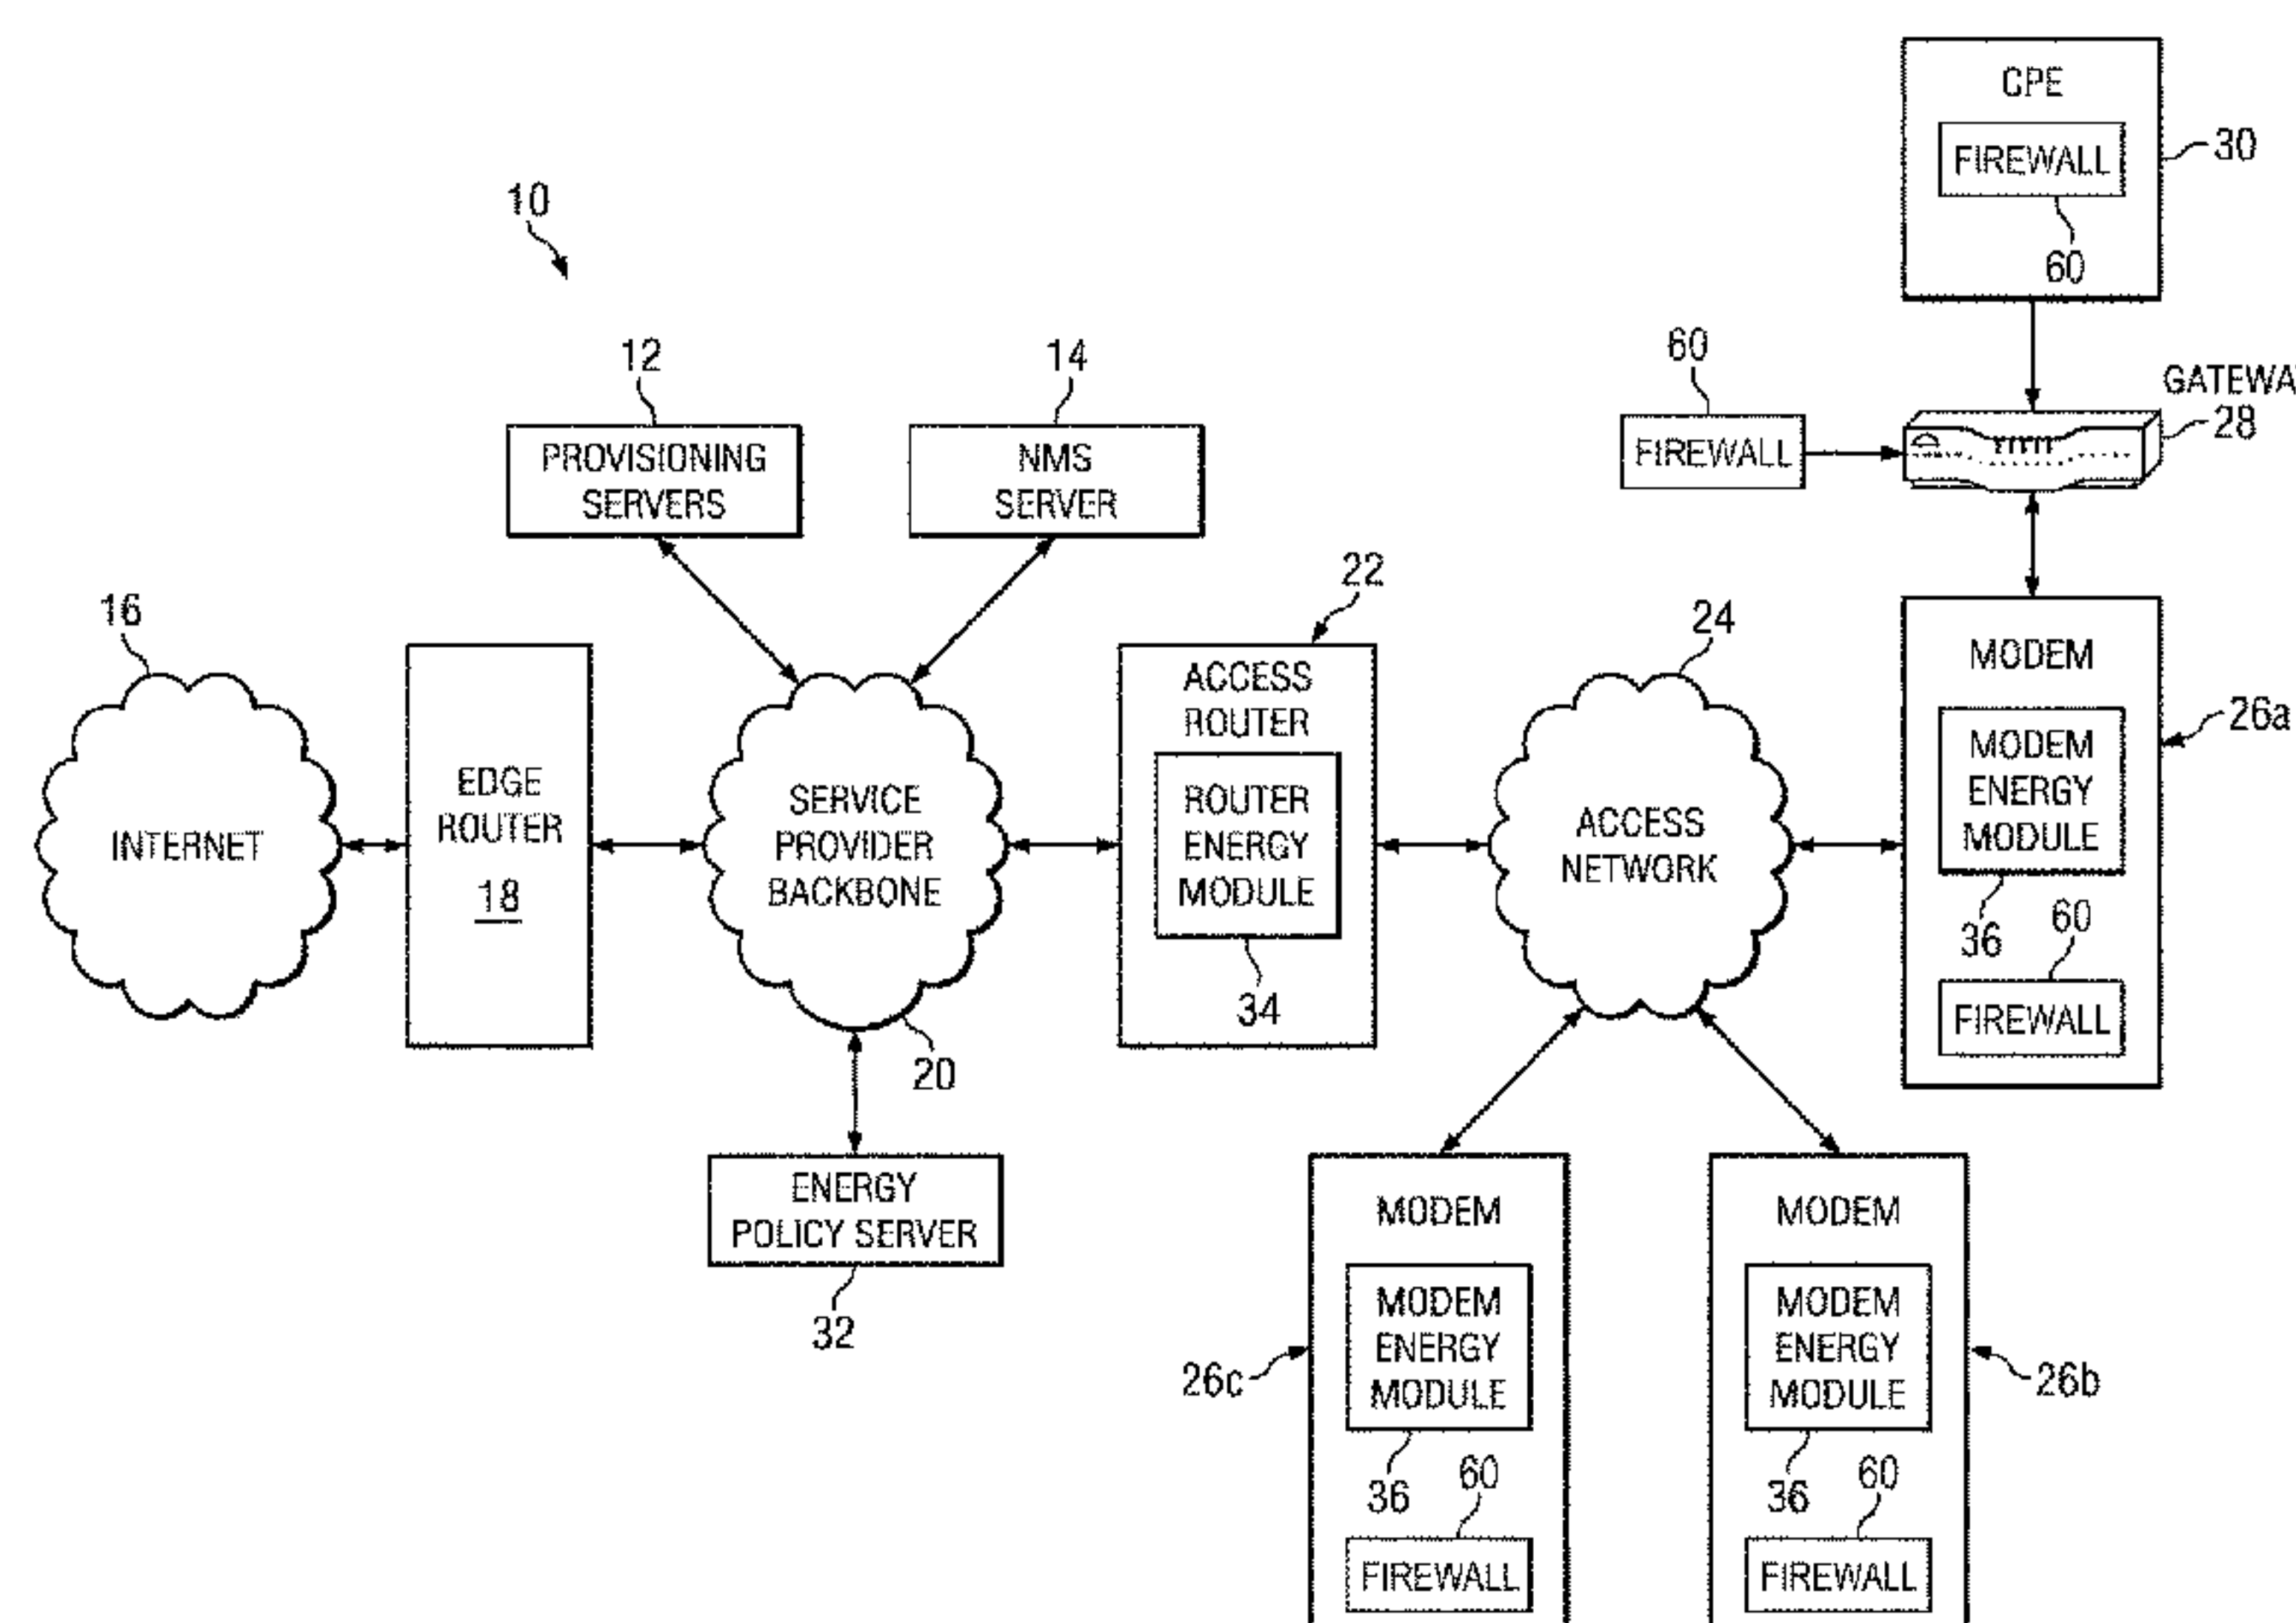 CPE
FIREWALL
30
60
10
12
14
60
GATEWA
28
PROVISIONING
SERVERS
NMS
SERVER
FIREWALL
16
22
24
MODEM
26a
EDGE
ROUTER
18
INTERNET
SERVICE
PROVIDER
BACKBONE
20
ACCESS
ROUTER
ROUTER
ENERGY
MODULE
34
ACCESS
NETWORK
MODEM
ENERGY
MODULE
36
60
FIREWALL
ENERGY
POLICY SERVER
32
MODEM
MODEM
ENERGY
MODULE
26c
36
60
FIREWALL
MODEM
MODEM
ENERGY
MODULE
26b
36
60
FIREWALL